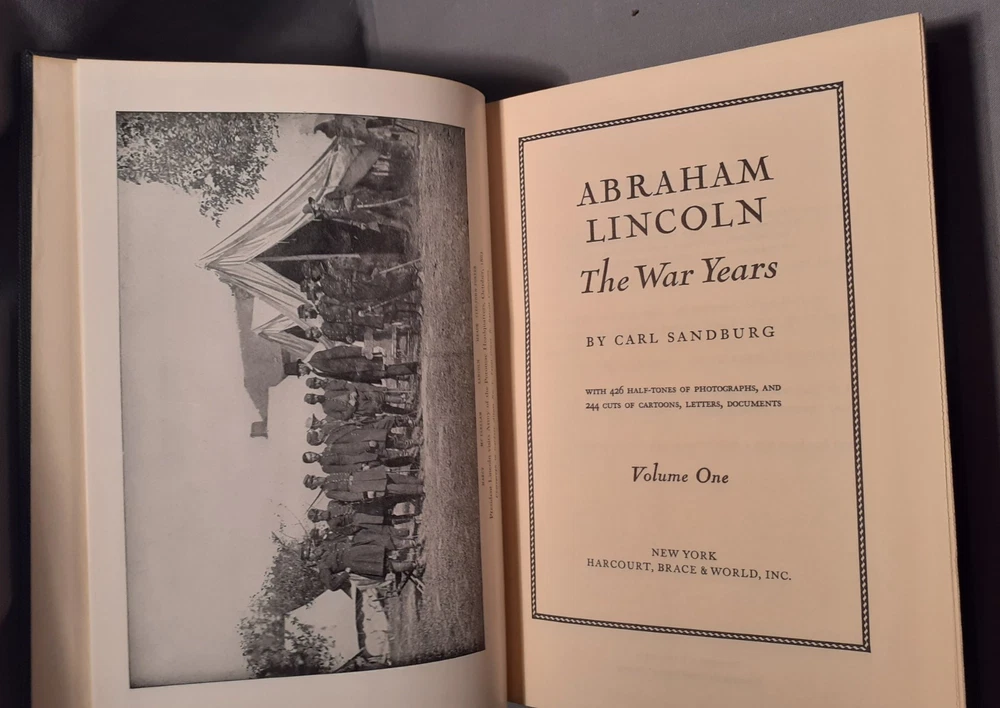 ABRAHAM
LINCOLN
The War Years
BY CARL SANDBURG
WITH 426 HALF-TONES OF PHOTOGRAPHS, AND
244 CUTS OF CARTOONS, LETTERS, DOCUMENTS
Volume One
NEW YORK
HARCOURT, BRACE & WORLD, INC.